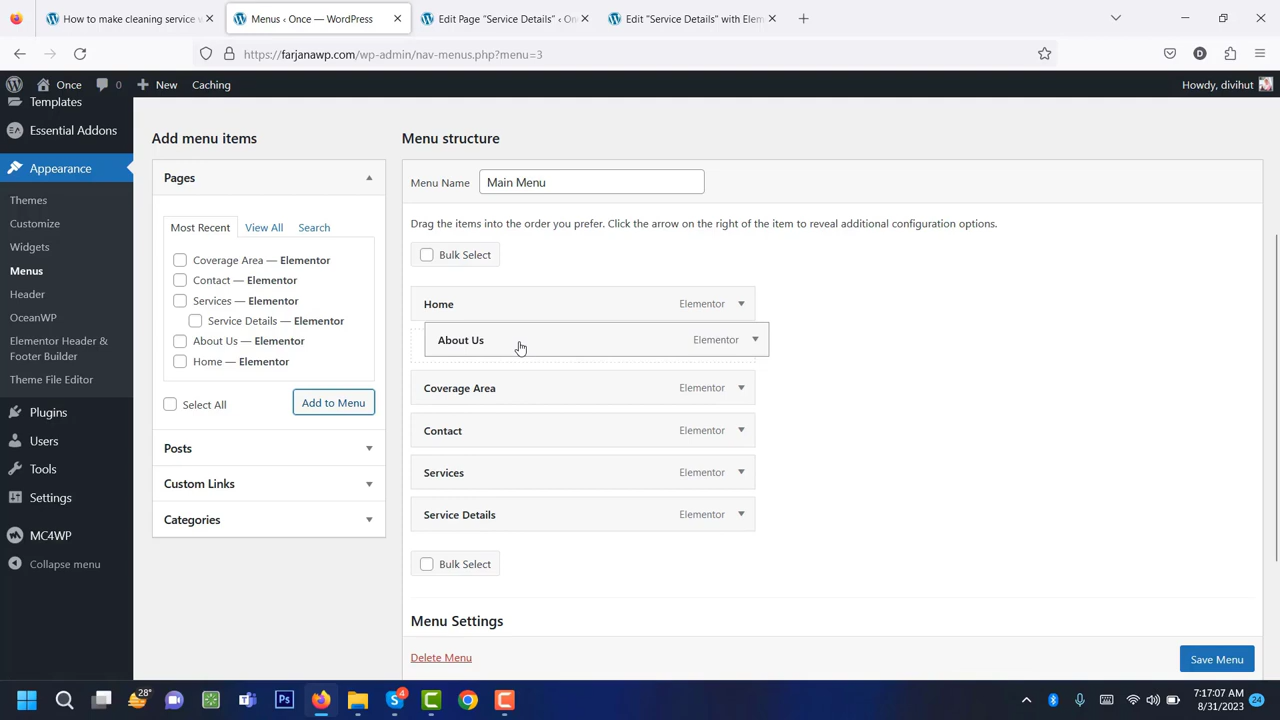 How to make cleaning service w
Menus ‹ Once — WordPress
Edit Page “Service Details” ‹ On
Edit “Service Details” with Elem
https://farjanawp.com/wp-admin/nav-menus.php?menu=3
Once
0
New
Caching
Howdy, divihut
Templates
Essential Addons
Appearance
Themes
Customize
Widgets
Menus
Header
OceanWP
Elementor Header &
Footer Builder
Theme File Editor
Plugins
Users
Tools
Settings
MC4WP
Collapse menu
Add menu items
Pages
Most Recent
View All
Search
Coverage Area — Elementor
Contact — Elementor
Services — Elementor
Service Details — Elementor
About Us — Elementor
Home — Elementor
Select All
Add to Menu
Posts
Custom Links
Categories
Menu structure
Menu Name
Main Menu
Drag the items into the order you prefer. Click the arrow on the right of the item to reveal additional configuration options.
Bulk Select
Home Elementor
About Us Elementor
Coverage Area Elementor
Contact Elementor
Services Elementor
Service Details Elementor
Bulk Select
Menu Settings
Delete Menu
Save Menu
28°
Ps
4
7:17:07 AM
8/31/2023
24